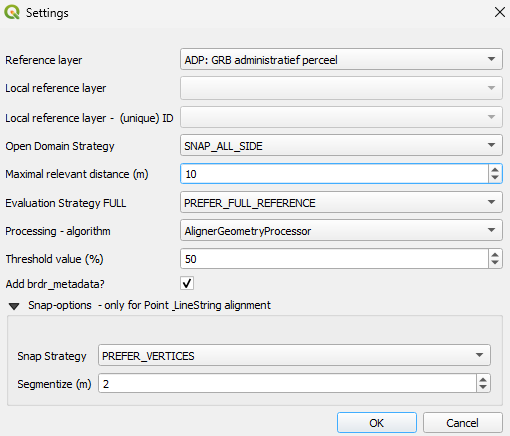 Settings
Reference layer ADP: GRB administratief perceel
Local reference layer
Local reference layer - (unique) ID
Open Domain Strategy SNAP_ALL_SIDE
Maximal relevant distance (m) 10
Evaluation Strategy FULL PREFER_FULL_REFERENCE
Processing - algorithm AlignerGeometryProcessor
Threshold value (%) 50
Add brdr_metadata?
Snap-options - only for Point_LineString alignment
Snap Strategy PREFER_VERTICES
Segmentize (m) 2
OK Cancel